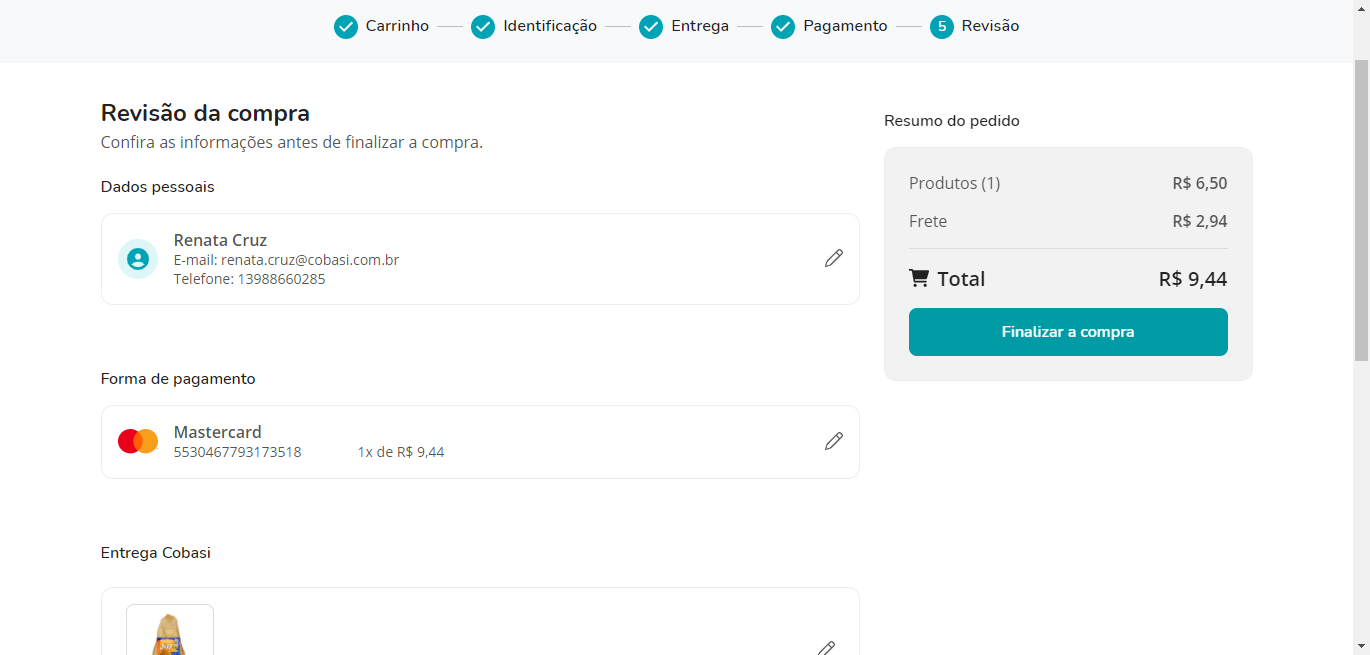 Carrinho
Identificação
Entrega
Pagamento
5 Revisão
Revisão da compra
Confira as informações antes de finalizar a compra.
Dados pessoais
Renata Cruz
E-mail: renata.cruz@cobasi.com.br
Telefone: 13988660285
Forma de pagamento
Mastercard
5530467793173518 1x de R$ 9,44
Entrega Cobasi
Resumo do pedido
Produtos (1) R$ 6,50
Frete R$ 2,94
Total R$ 9,44
Finalizar a compra